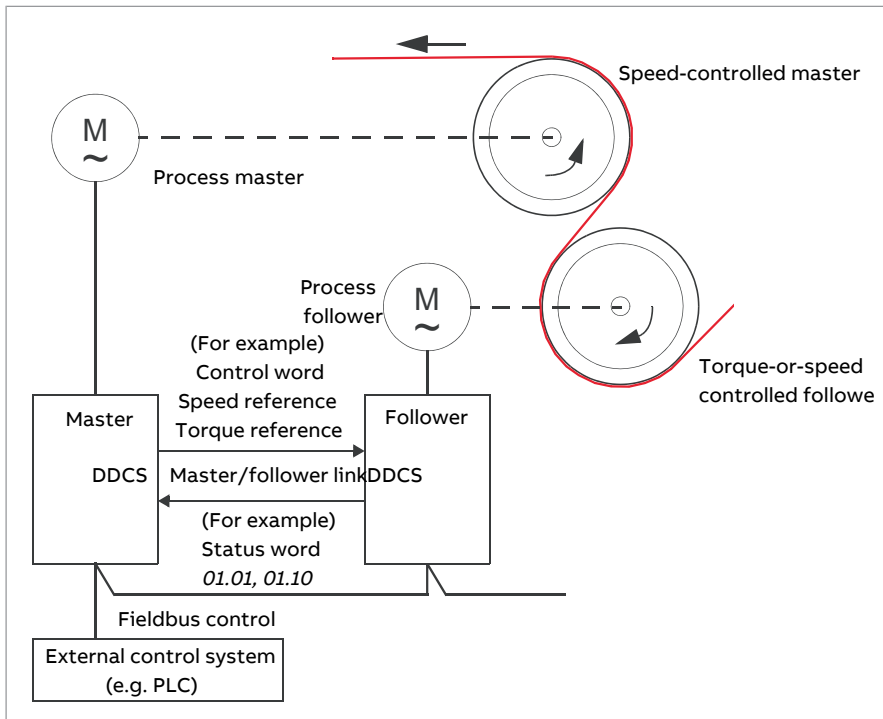 Speed-controlled master
M
~
Process master
Process
follower
M
~
(For example)
Control word
Speed reference
Torque reference
Torque-or-speed
controlled followe
Master
Follower
DDCS
Master/follower link
DDCS
(For example)
Status word
01.01, 01.10
Fieldbus control
External control system
(e.g. PLC)